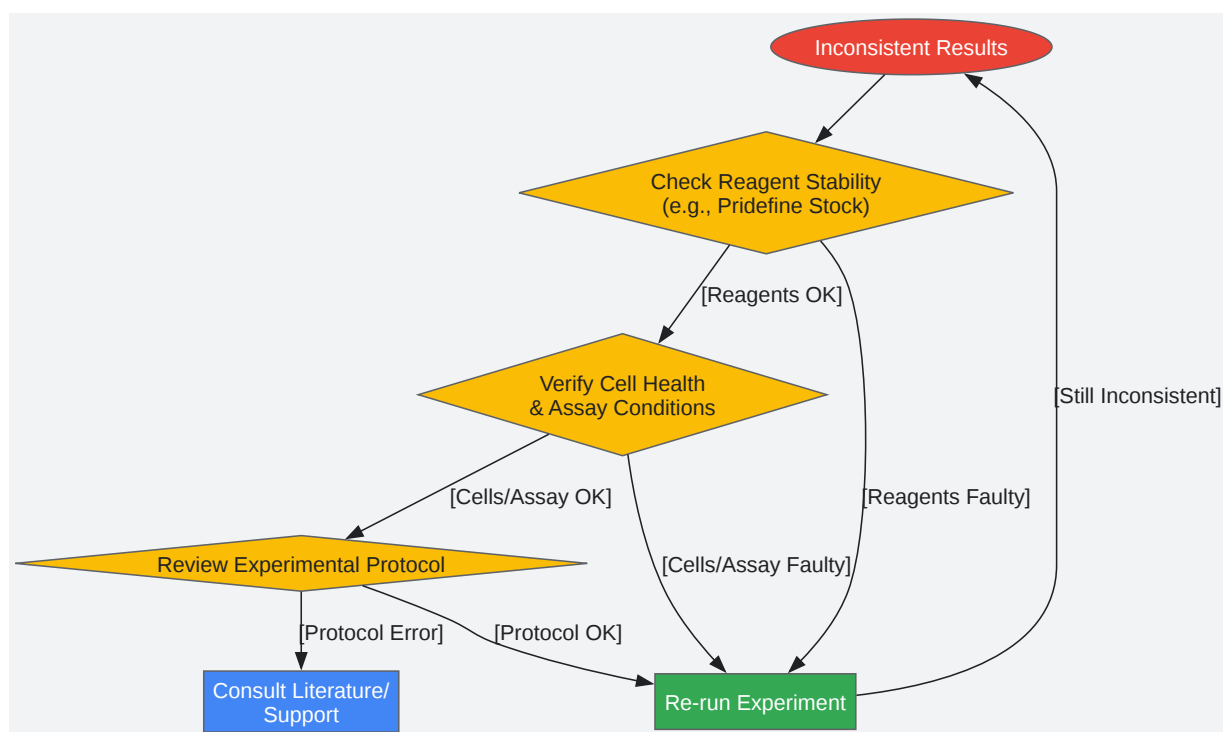 Inconsistent Results
Check Reagent Stability
(e.g., Pridefine Stock)
[Reagents OK]
Verify Cell Health
& Assay Conditions
[Still Inconsistent]
[Cells/Assay OK]
[Reagents Faulty]
Review Experimental Protocol
[Cells/Assay Faulty]
[Protocol Error]
[Protocol OK]
Consult Literature/
Support
Re-run Experiment